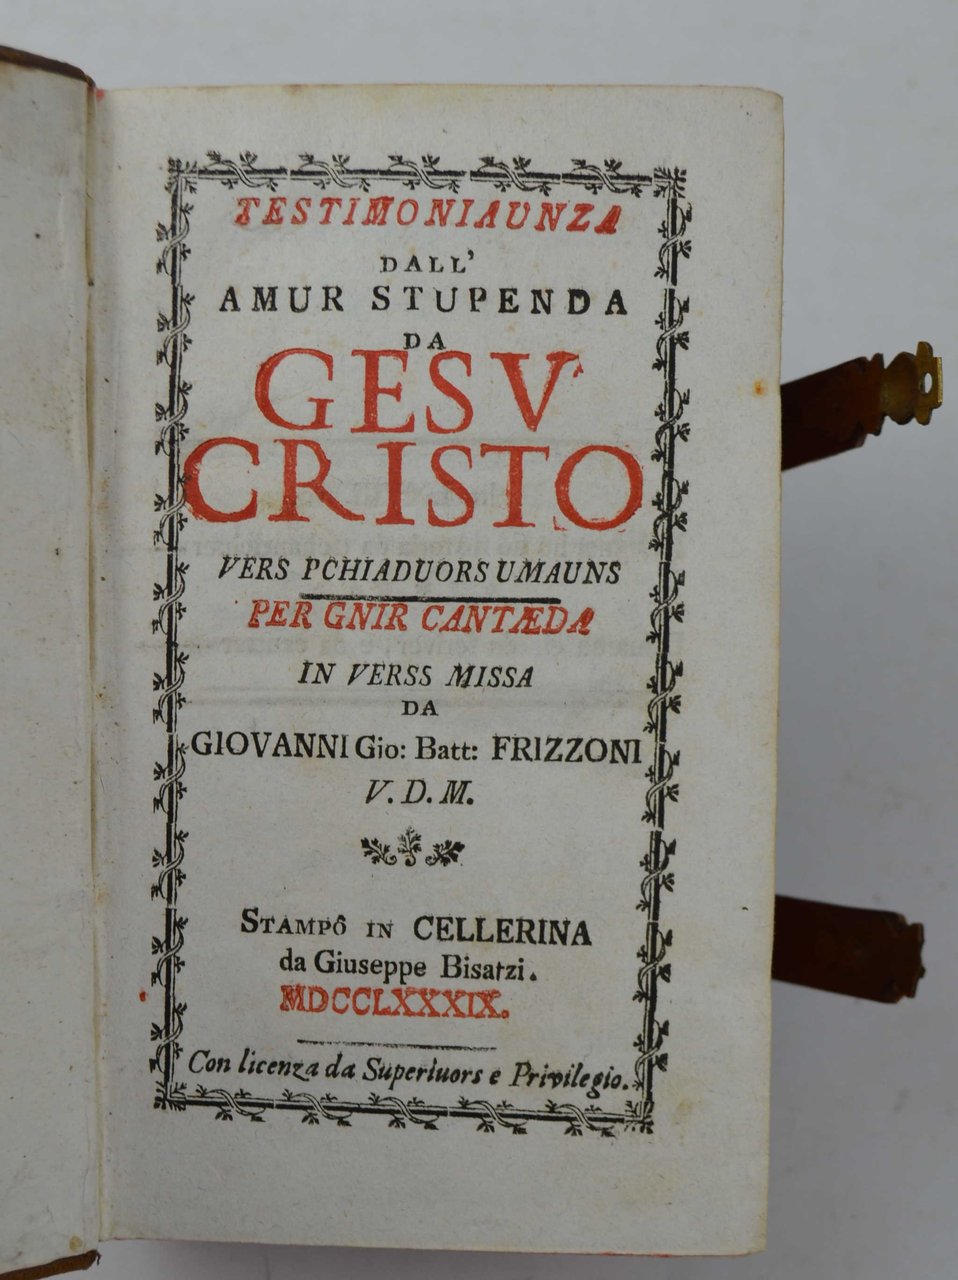 TESTIMONIAUNZA
DALL'
AMUR STUPENDA
DA
GESV
CRISTO
VERS PCHIADUORS UMAUNS
PER GNIR CANTÆDA
IN VERSS MISSA
DA
GIOVANNI Gio: Batt: FRIZZONI
V. D. M.
STAMPÔ IN CELLERINA
da Giuseppe Bisatzi.
MDCCLXXXIX.
Con licenza da Superiuors e Privilegio.